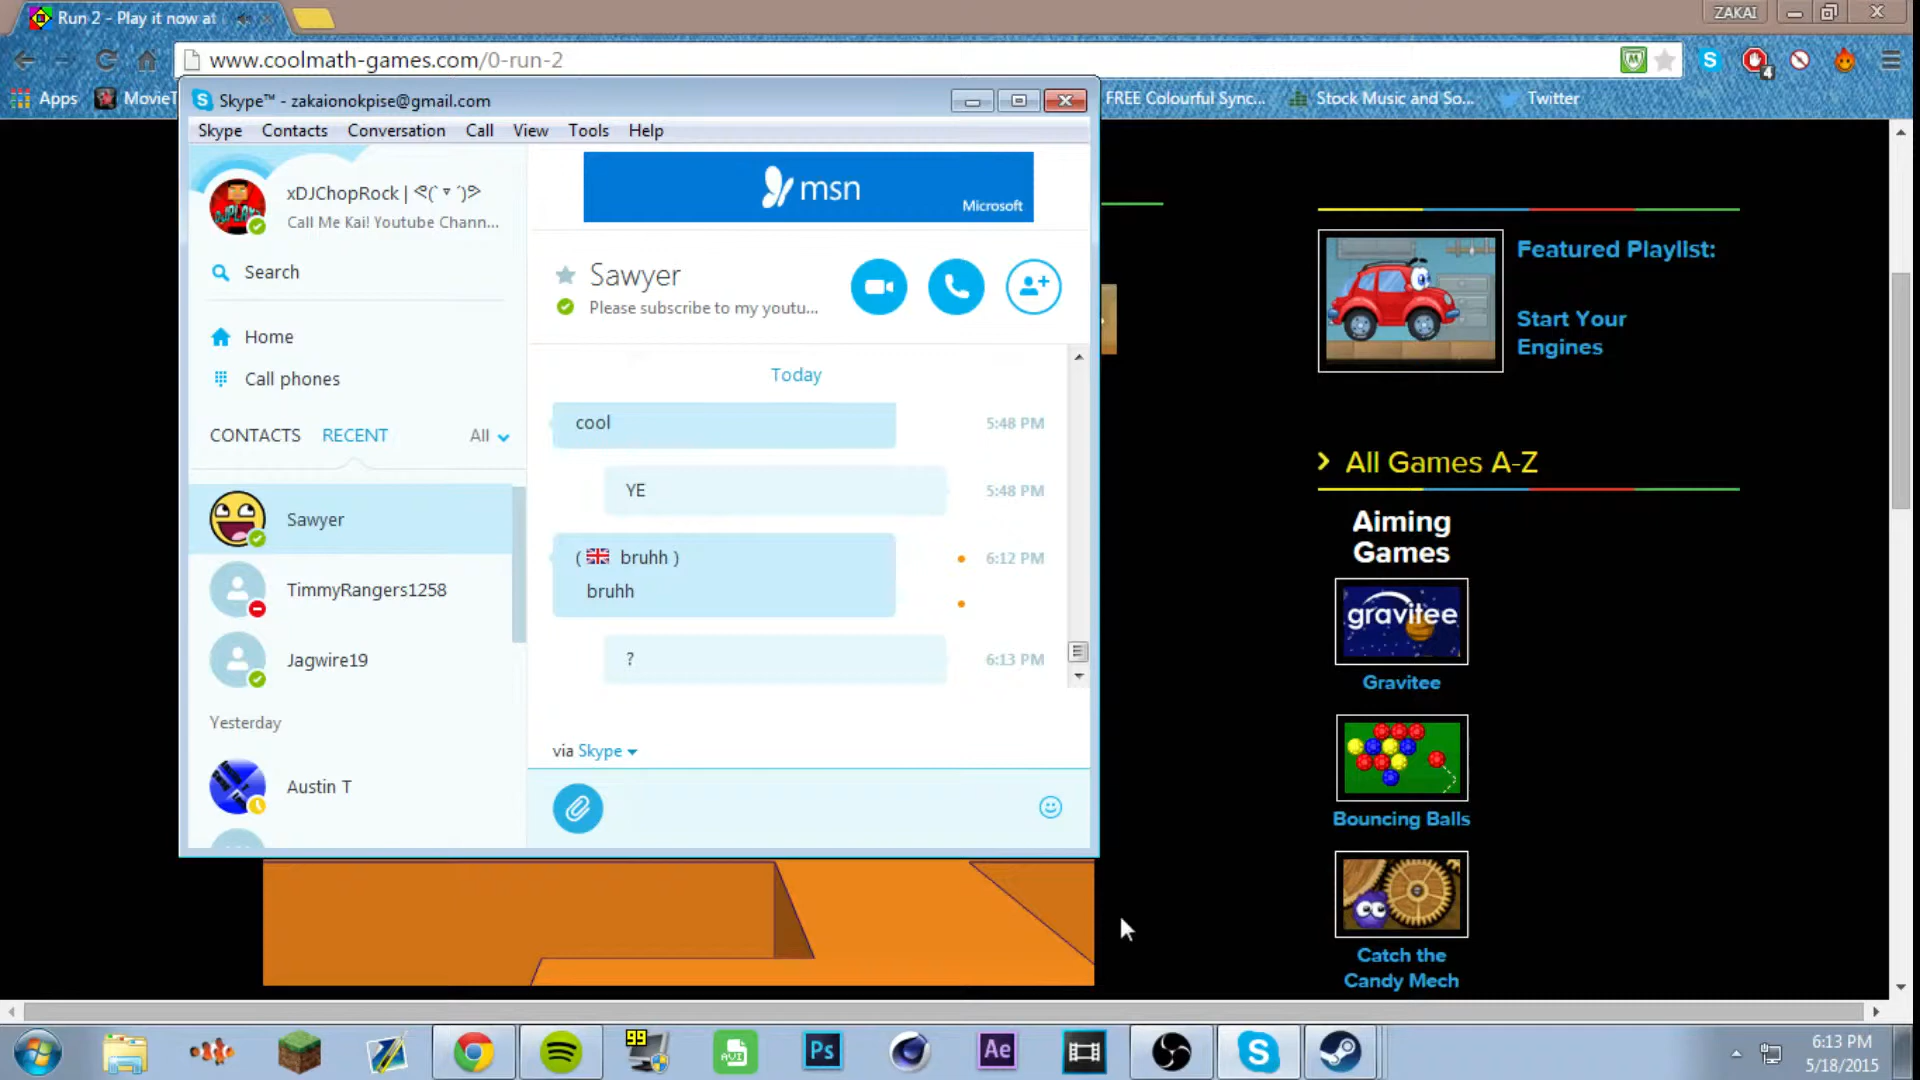 Run 2 - Play it now at
ZAKAI
www.coolmath-games.com/0-run-2
S
4
Apps
MovieT
FREE Colourful Sync...
Stock Music and So...
Twitter
Skype™ - zakaionokpise@gmail.com
Skype Contacts Conversation Call View Tools Help
xDJChopRock | ᕙ(` ▿ ´)ᕗ
Call Me Kai! Youtube Chann...
Search
Home
Call phones
CONTACTS RECENT All
Sawyer
TimmyRangers1258
Jagwire19
Yesterday
Austin T
msn
Microsoft
Sawyer
Please subscribe to my youtu...
Today
cool 5:48 PM
YE 5:48 PM
( bruhh ) 6:12 PM
bruhh
? 6:13 PM
via Skype
Featured Playlist:
Start Your
Engines
All Games A-Z
Aiming
Games
gravitee
Gravitee
Bouncing Balls
Catch the
Candy Mech
99
AVI
Ps
Ae
S
6:13 PM
5/18/2015